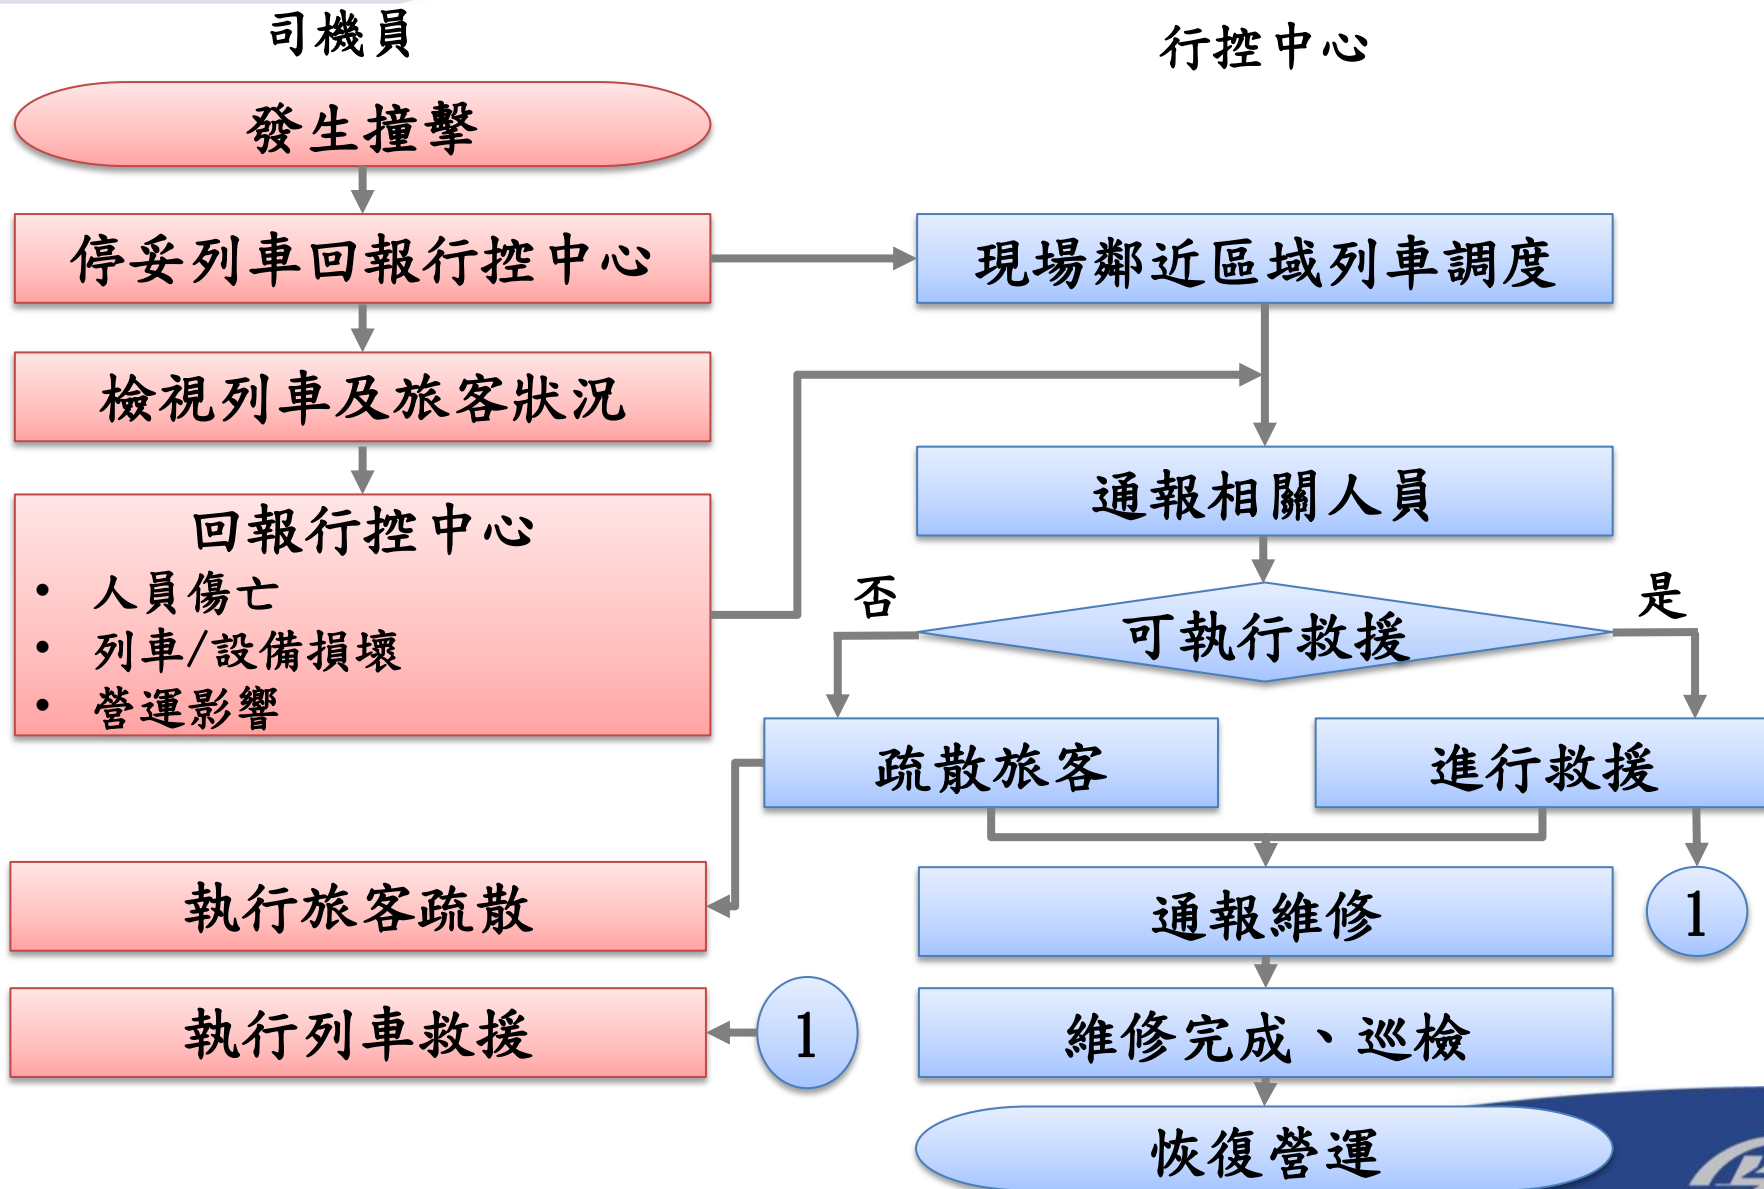 司機員
行控中心
發生撞擊
停妥列車回報行控中心
現場鄰近區域列車調度
檢視列車及旅客狀況
通報相關人員
回報行控中心
• 人員傷亡
• 列車/設備損壞
• 營運影響
否
是
可執行救援
疏散旅客
進行救援
執行旅客疏散
通報維修
1
執行列車救援
1
維修完成、巡檢
恢復營運